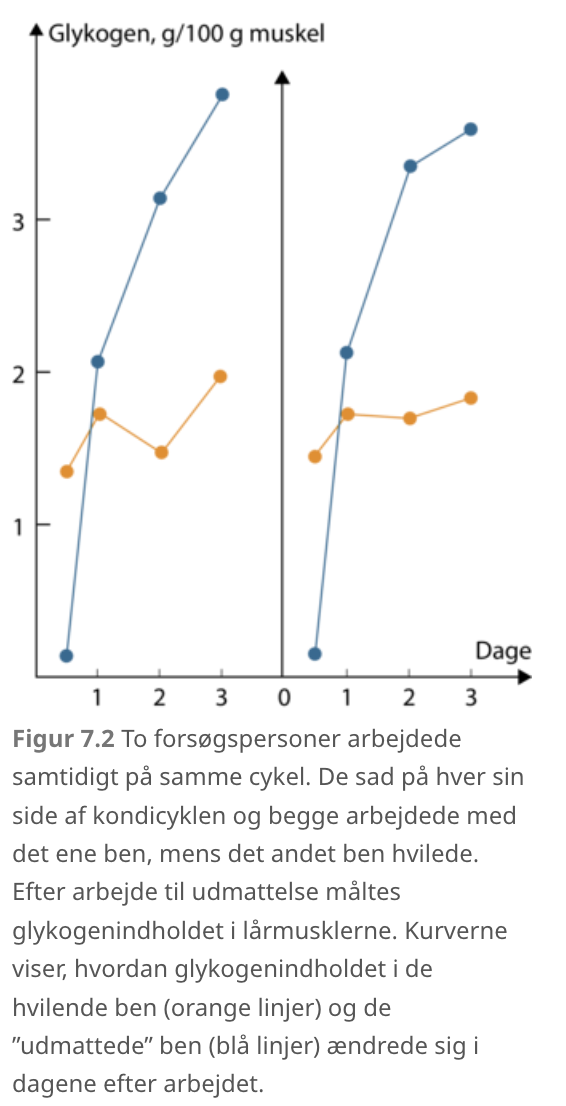 Glykogen, g/100 g muskel
3
2
1
Dage
1 2 3 0 1 2 3
Figur 7.2 To forsøgspersoner arbejdede
samtidigt på samme cykel. De sad på hver sin
side af kondicyklen og begge arbejdede med
det ene ben, mens det andet ben hvilede.
Efter arbejde til udmattelse måltes
glykogenindholdet i lårmusklerne. Kurverne
viser, hvordan glykogenindholdet i de
hvilende ben (orange linjer) og de
”udmattede” ben (blå linjer) ændrede sig i
dagene efter arbejdet.